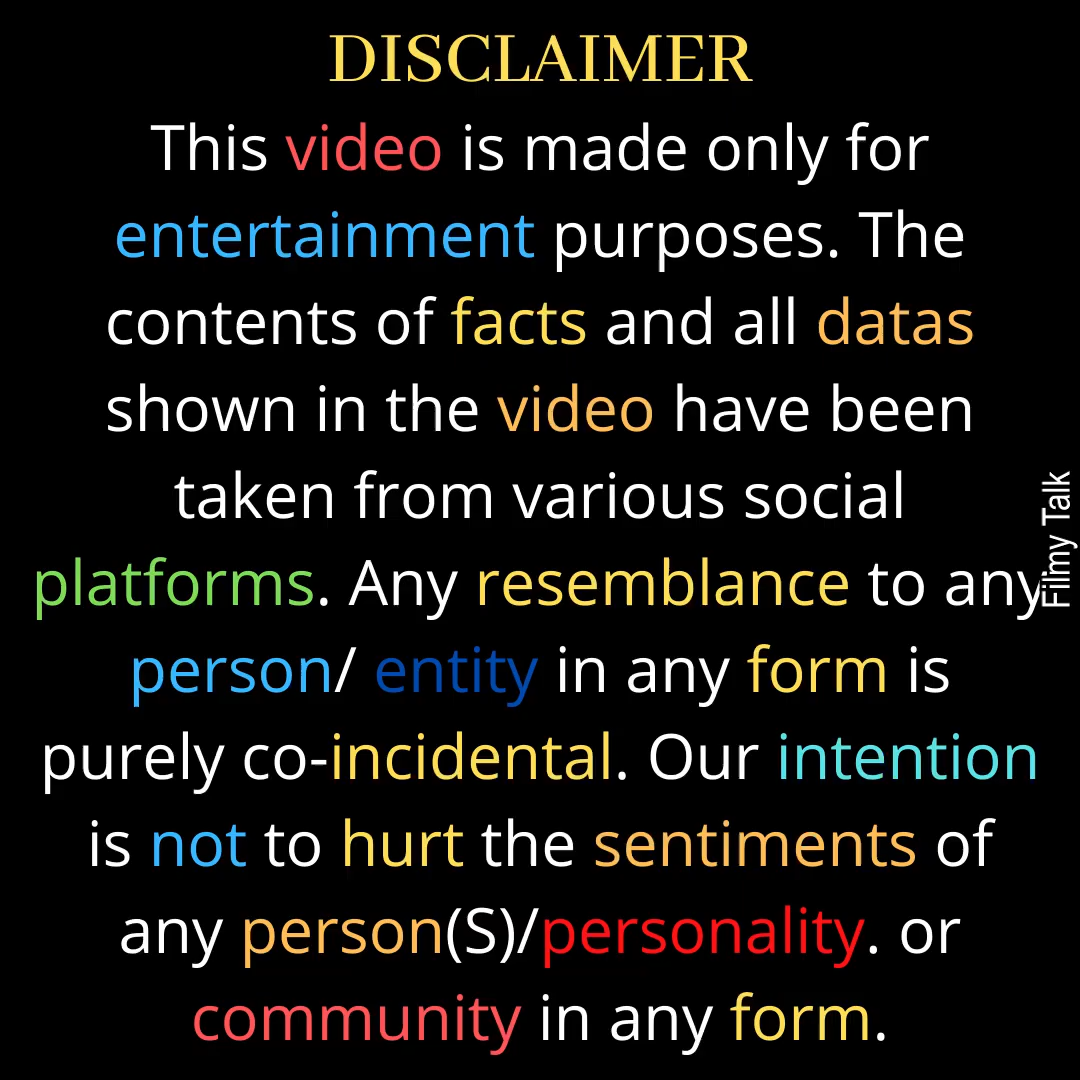 DISCLAIMER
This video is made only for
entertainment purposes. The
contents of facts and all datas
shown in the video have been
taken from various social
platforms. Any resemblance to any
person/ entity in any form is
purely co-incidental. Our intention
is not to hurt the sentiments of
any person(S)/personality. or
community in any form.
Filmy Talk